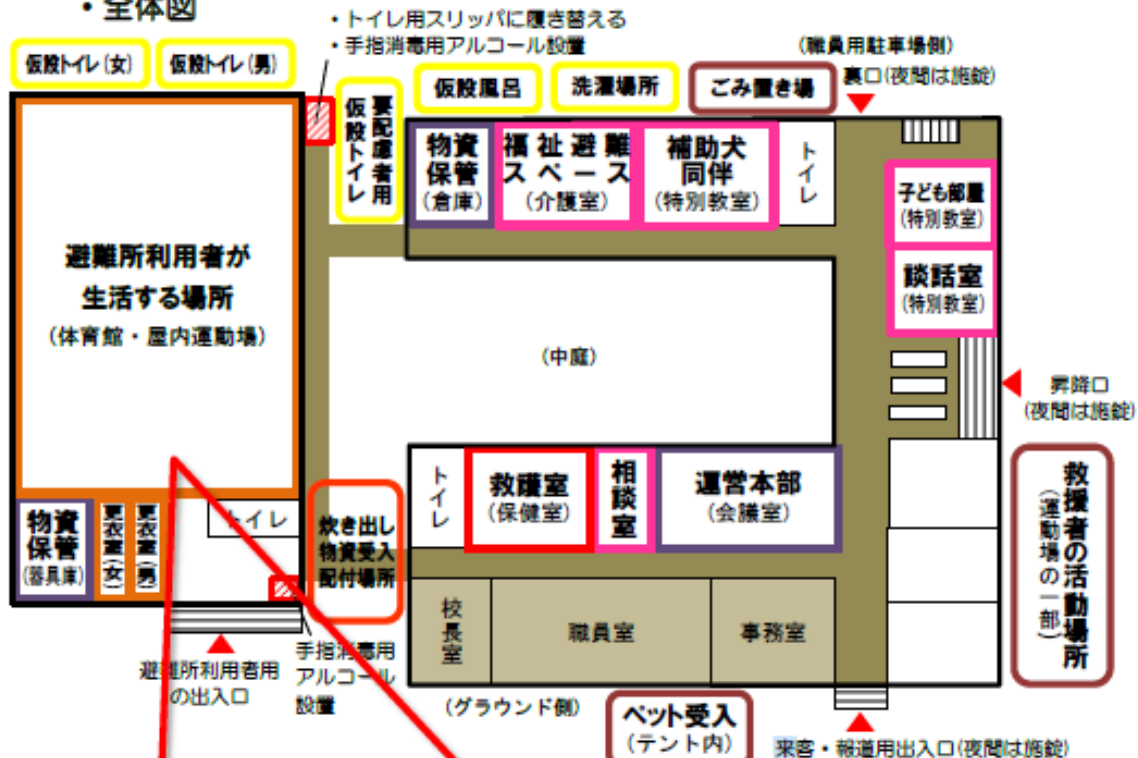 ・全体図
・トイレ用スリッパに履き替える
・手指消毒用アルコール設置
仮設トイレ（女）
仮設トイレ（男）
要配慮者用
仮設トイレ
仮設風呂
洗濯場所
ごみ置き場
（職員用駐車場側）
裏口（夜間は施錠）
物資
保管
（倉庫）
福祉避難
スペース
（介護室）
補助犬
同伴
（特別教室）
トイレ
子ども部屋
（特別教室）
談話室
（特別教室）
避難所利用者が
生活する場所
（体育館・屋内運動場）
（中庭）
昇降口
（夜間は施錠）
トイレ
救護室
（保健室）
相談室
運営本部
（会議室）
救援者の活動場所
（運動場の一部）
物資
保管
（器具庫）
更衣室（女）
更衣室（男）
トイレ
炊き出し
物資受入
配付場所
校長室
職員室
事務室
避難所利用者用
の出入口
手指消毒用
アルコール
設置
（グラウンド側）
ペット受入
（テント内）
来客・報道用出入口（夜間は施錠）